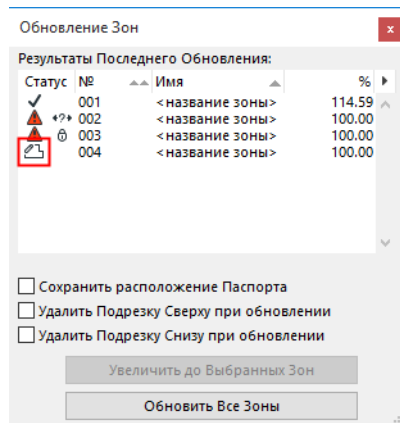 Обновление Зон
x
Результаты Последнего Обновления:
Статус № Имя %
001 <название зоны> 114.59
002 <название зоны> 100.00
003 <название зоны> 100.00
004 <название зоны> 100.00
Сохранить расположение Паспорта
Удалить Подрезку Сверху при обновлении
Удалить Подрезку Снизу при обновлении
Увеличить до Выбранных Зон
Обновить Все Зоны